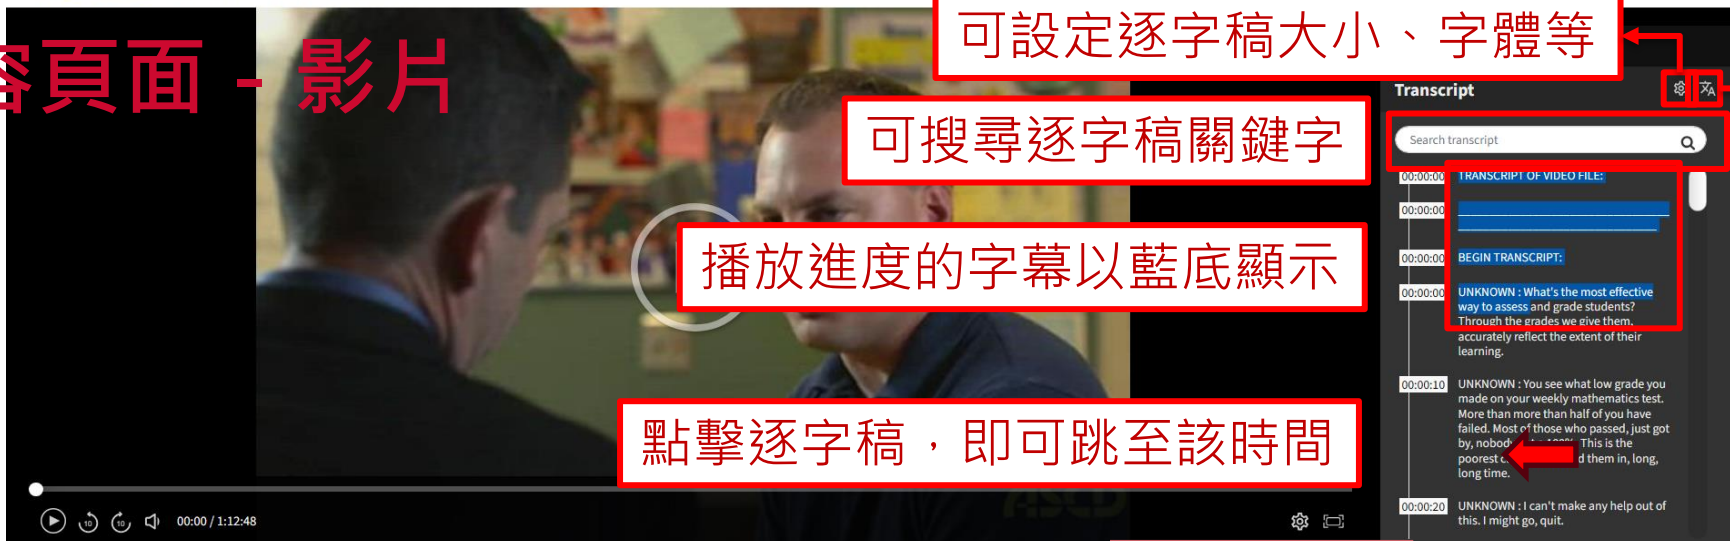 容頁面 - 影片
可設定逐字稿大小、字體等
可搜尋逐字稿關鍵字
播放進度的字幕以藍底顯示
點擊逐字稿，即可跳至該時間
ASCD
00:00 / 1:12:48
Transcript
Search transcript
00:00:00 TRANSCRIPT OF VIDEO FILE:
00:00:00
00:00:00 BEGIN TRANSCRIPT:
00:00:00 UNKNOWN : What's the most effective
way to assess and grade students?
Through the grades we give them,
accurately reflect the extent of their
learning.
00:00:10 UNKNOWN : You see what low grade you
made on your weekly mathematics test.
More than more than half of you have
failed. Most of those who passed, just got
by, 100%. This is the
poorest them in, long,
long time.
00:00:20 UNKNOWN : I can't make any help out of
this. I might go, quit.